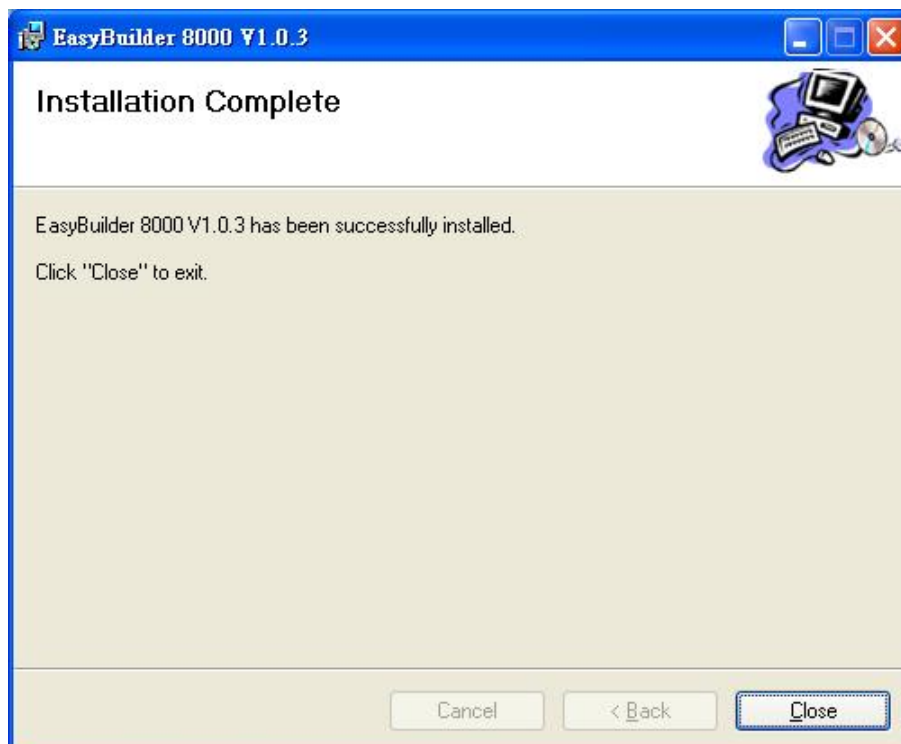 EasyBuilder 8000 V1.0.3
Installation Complete
EasyBuilder 8000 V1.0.3 has been successfully installed.
Click "Close" to exit.
Cancel
< Back
Close